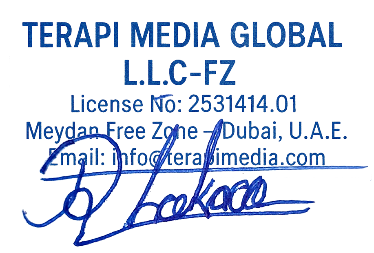 TERAPI MEDIA GLOBAL
L.L.C-FZ
License No: 2531414.01
Meydan Free Zone – Dubai, U.A.E.
Email: info@terapimedia.com